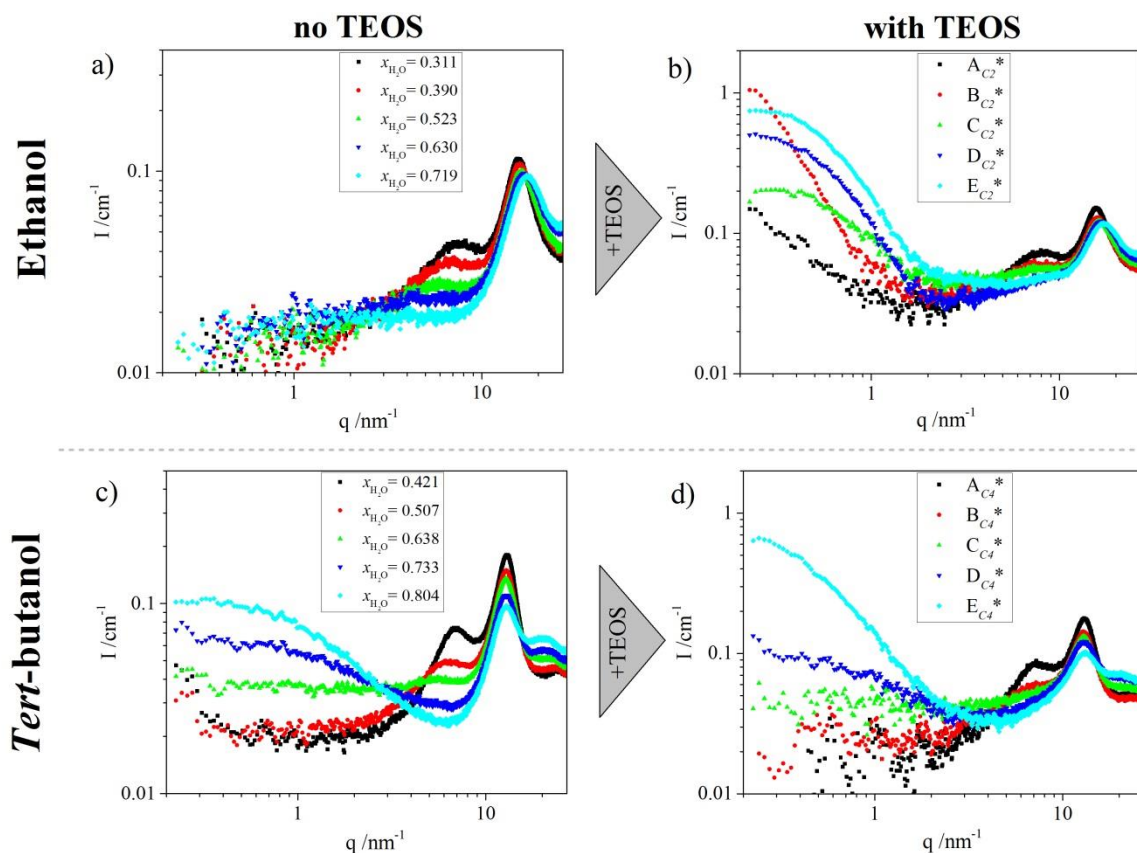 no TEOS
with TEOS
Ethanol
a)
x_H₂O = 0.311
x_H₂O = 0.390
x_H₂O = 0.523
x_H₂O = 0.630
x_H₂O = 0.719
I /cm⁻¹
0.1
0.01
1
10
q /nm⁻¹
+TEOS
b)
A_C2*
B_C2*
C_C2*
D_C2*
E_C2*
I /cm⁻¹
1
0.1
0.01
1
10
q /nm⁻¹
Tert-butanol
c)
x_H₂O = 0.421
x_H₂O = 0.507
x_H₂O = 0.638
x_H₂O = 0.733
x_H₂O = 0.804
I /cm⁻¹
0.1
0.01
1
10
q /nm⁻¹
+TEOS
d)
A_C4*
B_C4*
C_C4*
D_C4*
E_C4*
I /cm⁻¹
1
0.1
0.01
1
10
q /nm⁻¹